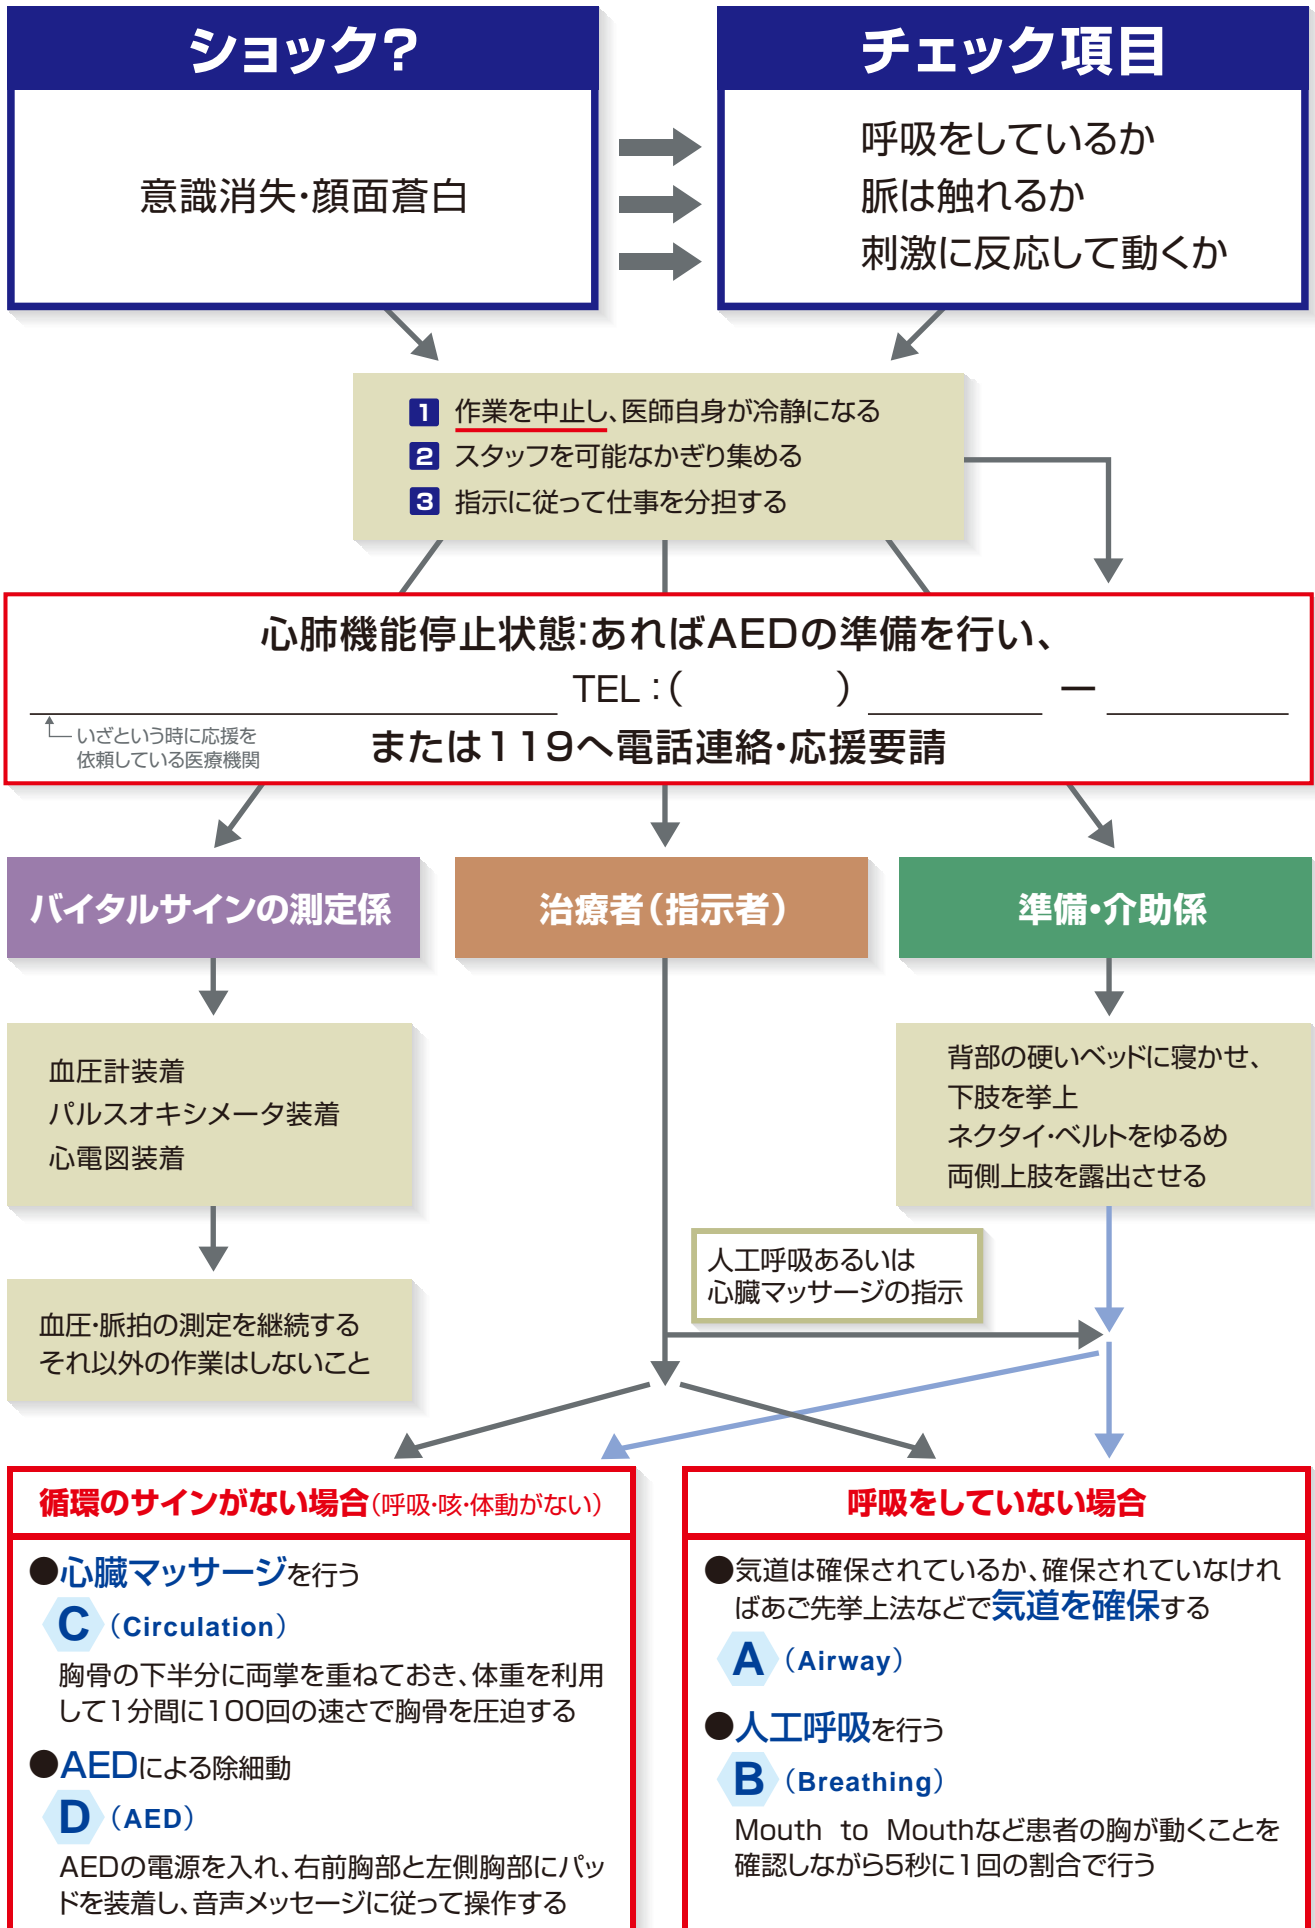 ショック?
意識消失・顔面蒼白
チェック項目
呼吸をしているか
脈は触れるか
刺激に反応して動くか
1 作業を中止し、医師自身が冷静になる
2 スタッフを可能なかぎり集める
3 指示に従って仕事を分担する
心肺機能停止状態:あればAEDの準備を行い、
TEL:(　　　　) ー
いざという時に応援を
依頼している医療機関
または119へ電話連絡・応援要請
バイタルサインの測定係
治療者(指示者)
準備・介助係
血圧計装着
パルスオキシメータ装着
心電図装着
背部の硬いベッドに寝かせ、
下肢を挙上
ネクタイ・ベルトをゆるめ
両側上肢を露出させる
人工呼吸あるいは
心臓マッサージの指示
血圧・脈拍の測定を継続する
それ以外の作業はしないこと
循環のサインがない場合(呼吸・咳・体動がない)
●心臓マッサージを行う
C(Circulation)
胸骨の下半分に両掌を重ねておき、体重を利用
して1分間に100回の速さで胸骨を圧迫する
●AEDによる除細動
D(AED)
AEDの電源を入れ、右前胸部と左側胸部にパッ
ドを装着し、音声メッセージに従って操作する
呼吸をしていない場合
●気道は確保されているか、確保されていなけれ
ばあご先挙上法などで気道を確保する
A(Airway)
●人工呼吸を行う
B(Breathing)
Mouth to Mouthなど患者の胸が動くことを
確認しながら5秒に1回の割合で行う